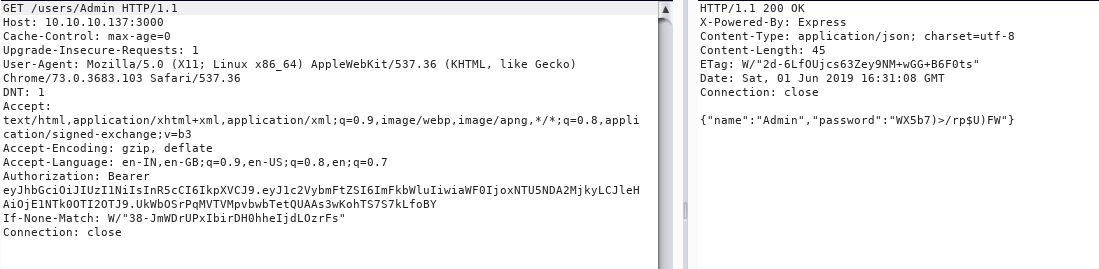 GET /users/Admin HTTP/1.1
Host: 10.10.10.137:3000
Cache-Control: max-age=0
Upgrade-Insecure-Requests: 1
User-Agent: Mozilla/5.0 (X11; Linux x86_64) AppleWebKit/537.36 (KHTML, like Gecko)
Chrome/73.0.3683.103 Safari/537.36
DNT: 1
Accept:
text/html,application/xhtml+xml,application/xml;q=0.9,image/webp,image/apng,*/*;q=0.8,appli
cation/signed-exchange;v=b3
Accept-Encoding: gzip, deflate
Accept-Language: en-IN,en-GB;q=0.9,en-US;q=0.8,en;q=0.7
Authorization: Bearer
eyJhbGciOiJIUzI1NiIsInR5cCI6IkpXVCJ9.eyJ1c2VybmFtZSI6ImFkbWluIiwiaWF0IjoxNTU5NDA2MjkyLCJleH
AiOjE1NTk0OTI2OTJ9.UkWbOSrPqMVTVMpvbwbTetQUAAs3wKohTS7S7kLfoBY
If-None-Match: W/"38-JmWDrUPxIbirDH0hheIjdLOzrFs"
Connection: close
HTTP/1.1 200 OK
X-Powered-By: Express
Content-Type: application/json; charset=utf-8
Content-Length: 45
ETag: W/"2d-6LfOUjcs63Zey9NM+wGG+B6F0ts"
Date: Sat, 01 Jun 2019 16:31:08 GMT
Connection: close
{"name":"Admin","password":"WX5b7)>/rp$U)FW"}